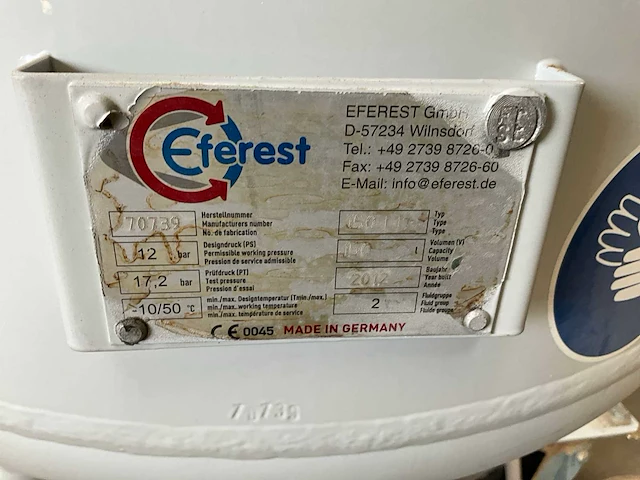 Efer​est
EFEREST GmbH
D-57234 Wilnsdorf
Tel.: +49 2739 8726-0
Fax: +49 2739 8726-60
E-Mail: info@eferest.de
70739
Herstellnummer
Manufacturers number
No. de fabrication
Typ
Type
Type
12 bar
Designdruck (PS)
Permissible working pressure
Pression de service admissible
l
Volumen (V)
Capacity
Volume
17,2 bar
Prüfdruck (PT)
Test pressure
Pression d'essai
2012
Baujahr
Year built
Année
-10/50 °C
min./max. Designtemperatur (Tmin./max.)
min./max. working temperature
min./max. température de service
2
Fluidgruppe
Fluid group
Fluide groupe
CE 0045 MADE IN GERMANY
70739